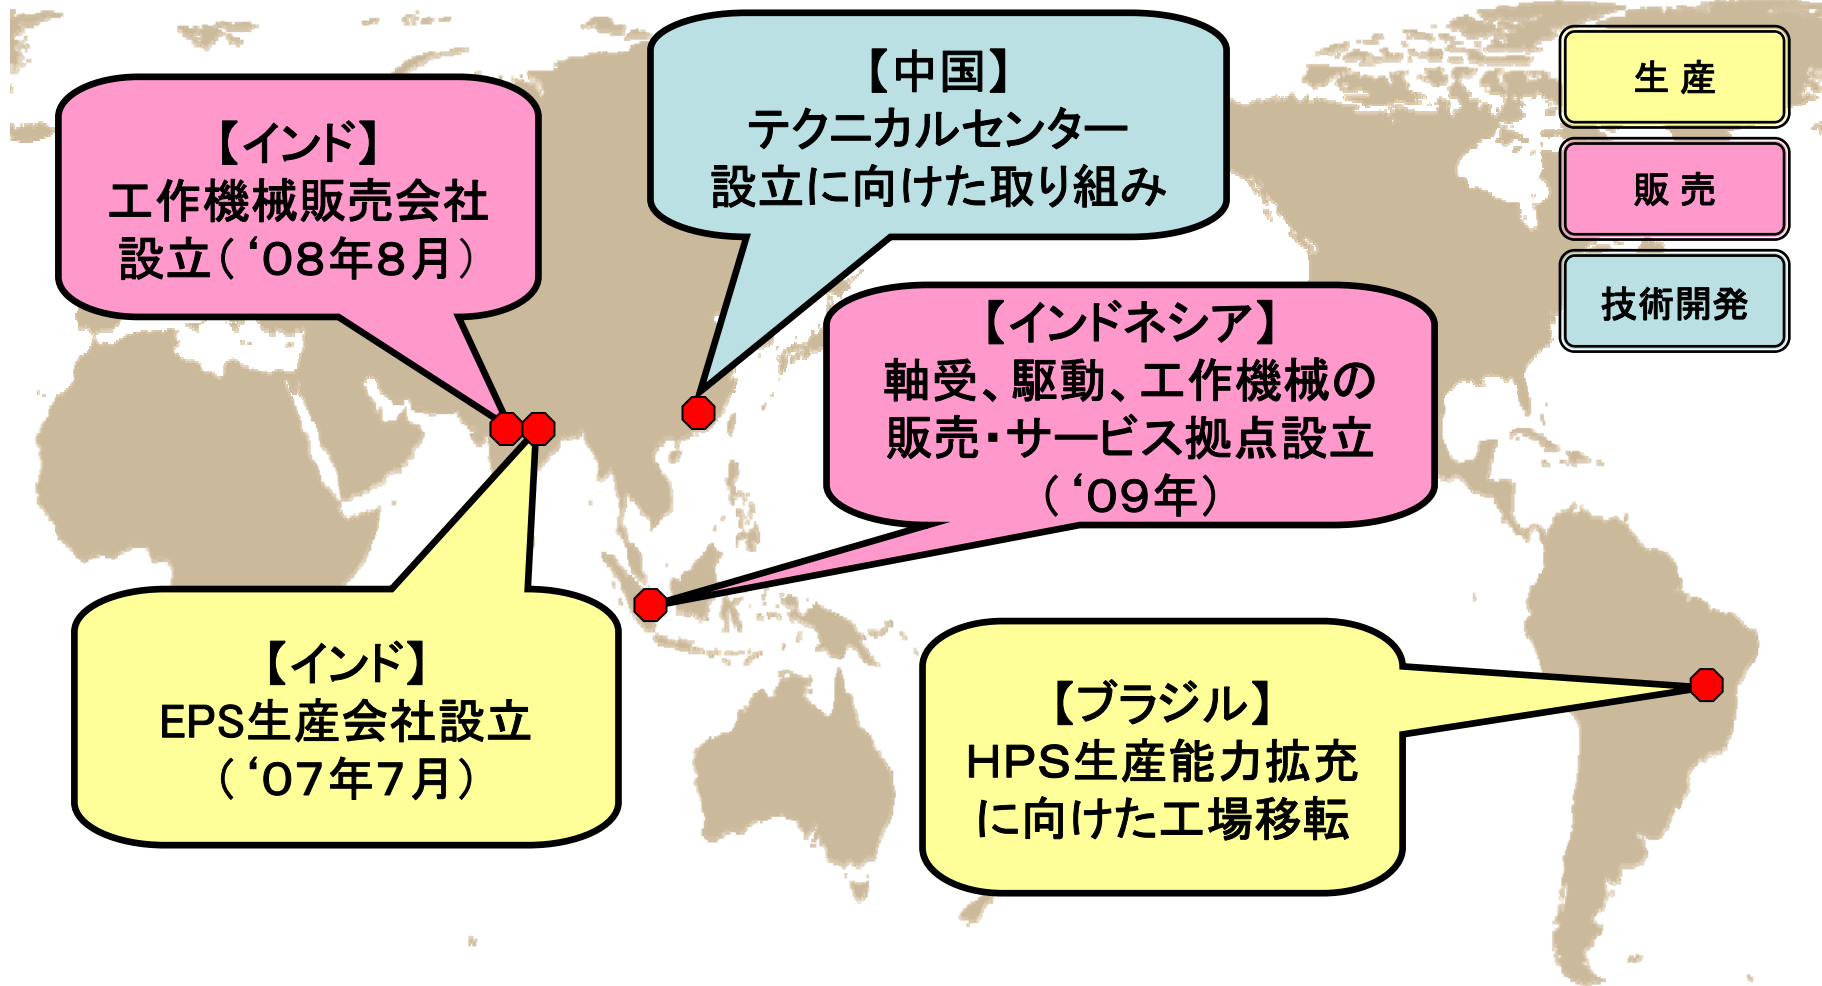 【中国】
テクニカルセンター
設立に向けた取り組み
生 産
販 売
技術開発
【インド】
工作機械販売会社
設立(‘08年8月)
【インドネシア】
軸受、駆動、工作機械の
販売・サービス拠点設立
(‘09年)
【インド】
EPS生産会社設立
(‘07年7月)
【ブラジル】
HPS生産能力拡充
に向けた工場移転